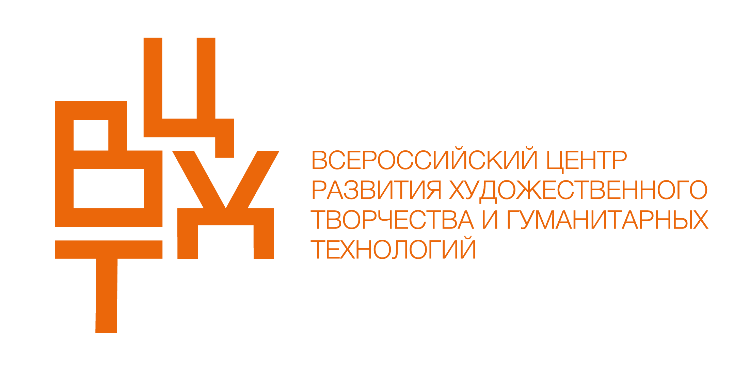 ВЦХТ
ВСЕРОССИЙСКИЙ ЦЕНТР
РАЗВИТИЯ ХУДОЖЕСТВЕННОГО
ТВОРЧЕСТВА И ГУМАНИТАРНЫХ
ТЕХНОЛОГИЙ